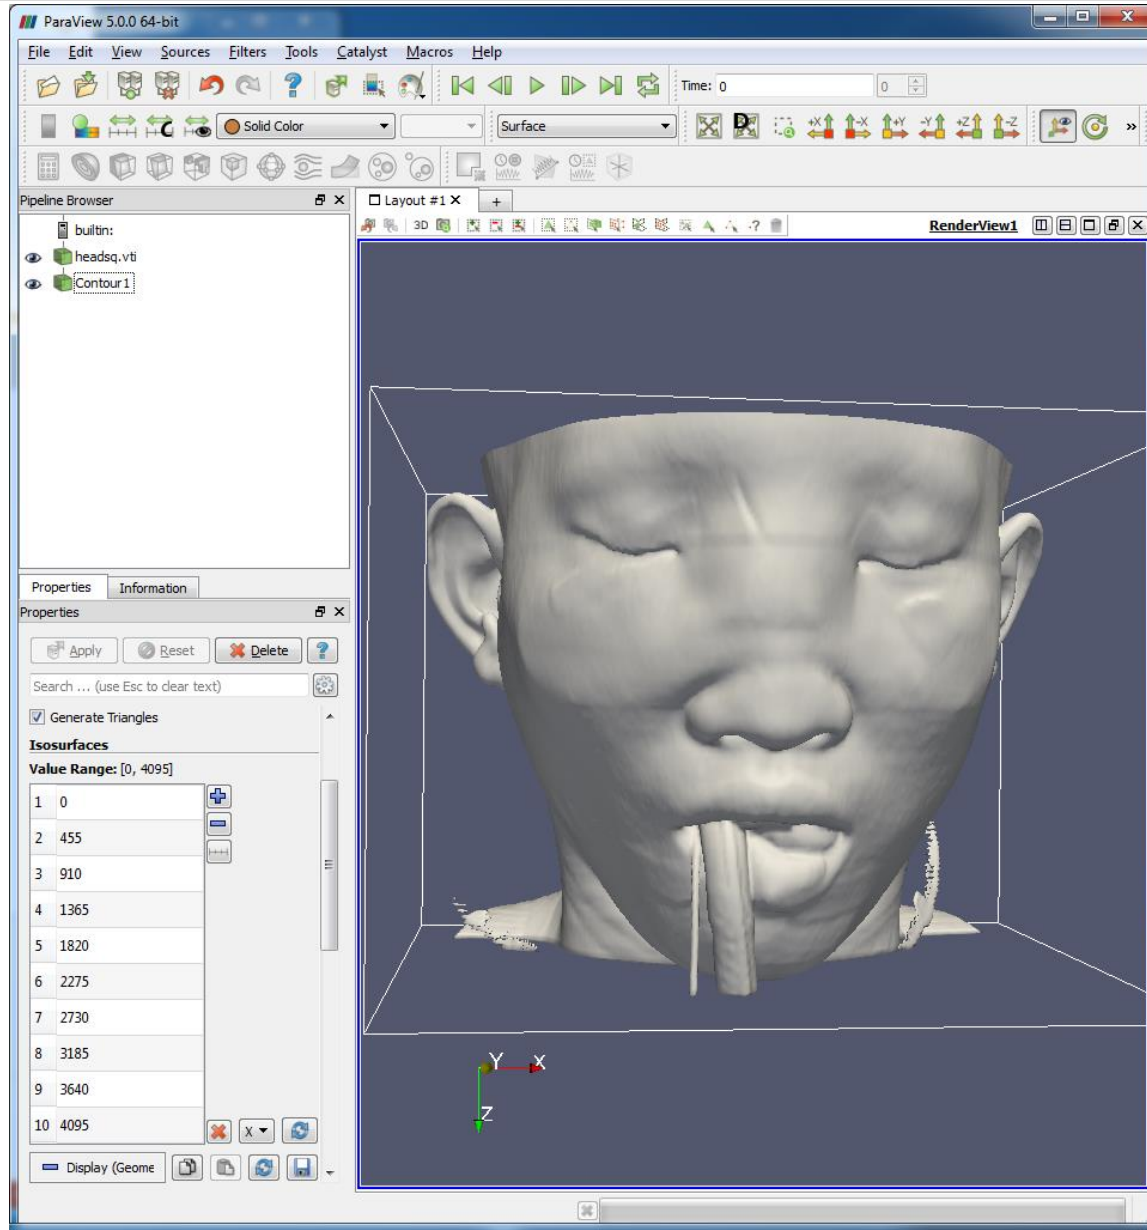 ParaView 5.0.0 64-bit
File Edit View Sources Filters Tools Catalyst Macros Help
Time: 0 0
Solid Color Surface D +X -X +Y -Y +Z -Z »
Pipeline Browser
Layout #1 X +
3D RenderView1
builtin:
headsq.vti
Contour1
Properties Information
Properties
Apply Reset Delete ?
Search ... (use Esc to clear text)
Generate Triangles
Isosurfaces
Value Range: [0, 4095]
1 0
2 455
3 910
4 1365
5 1820
6 2275
7 2730
8 3185
9 3640
10 4095
X
Display (Geome
Y X
Z